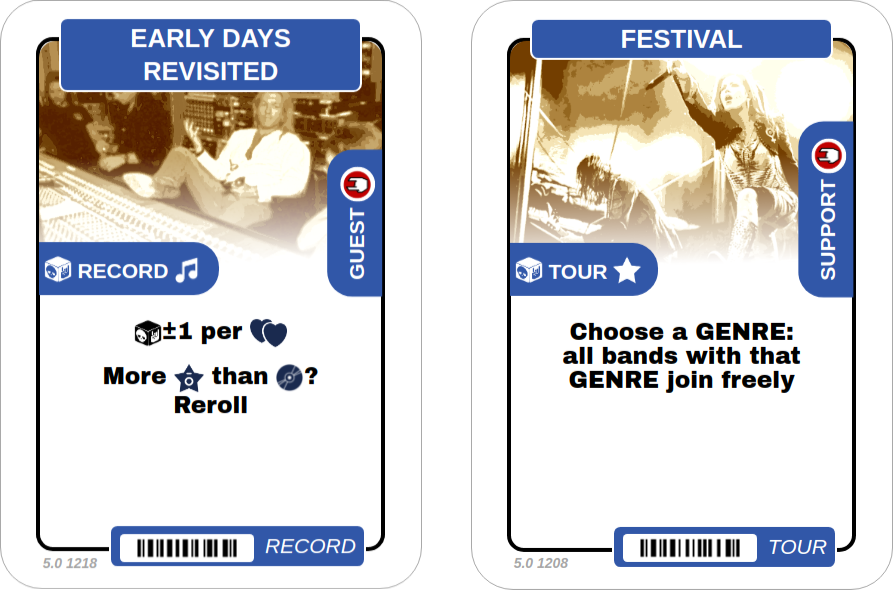 EARLY DAYS
REVISITED
GUEST
RECORD
±1 per
More than ?
Reroll
RECORD
5.0 1218
FESTIVAL
SUPPORT
TOUR
Choose a GENRE:
all bands with that
GENRE join freely
TOUR
5.0 1208